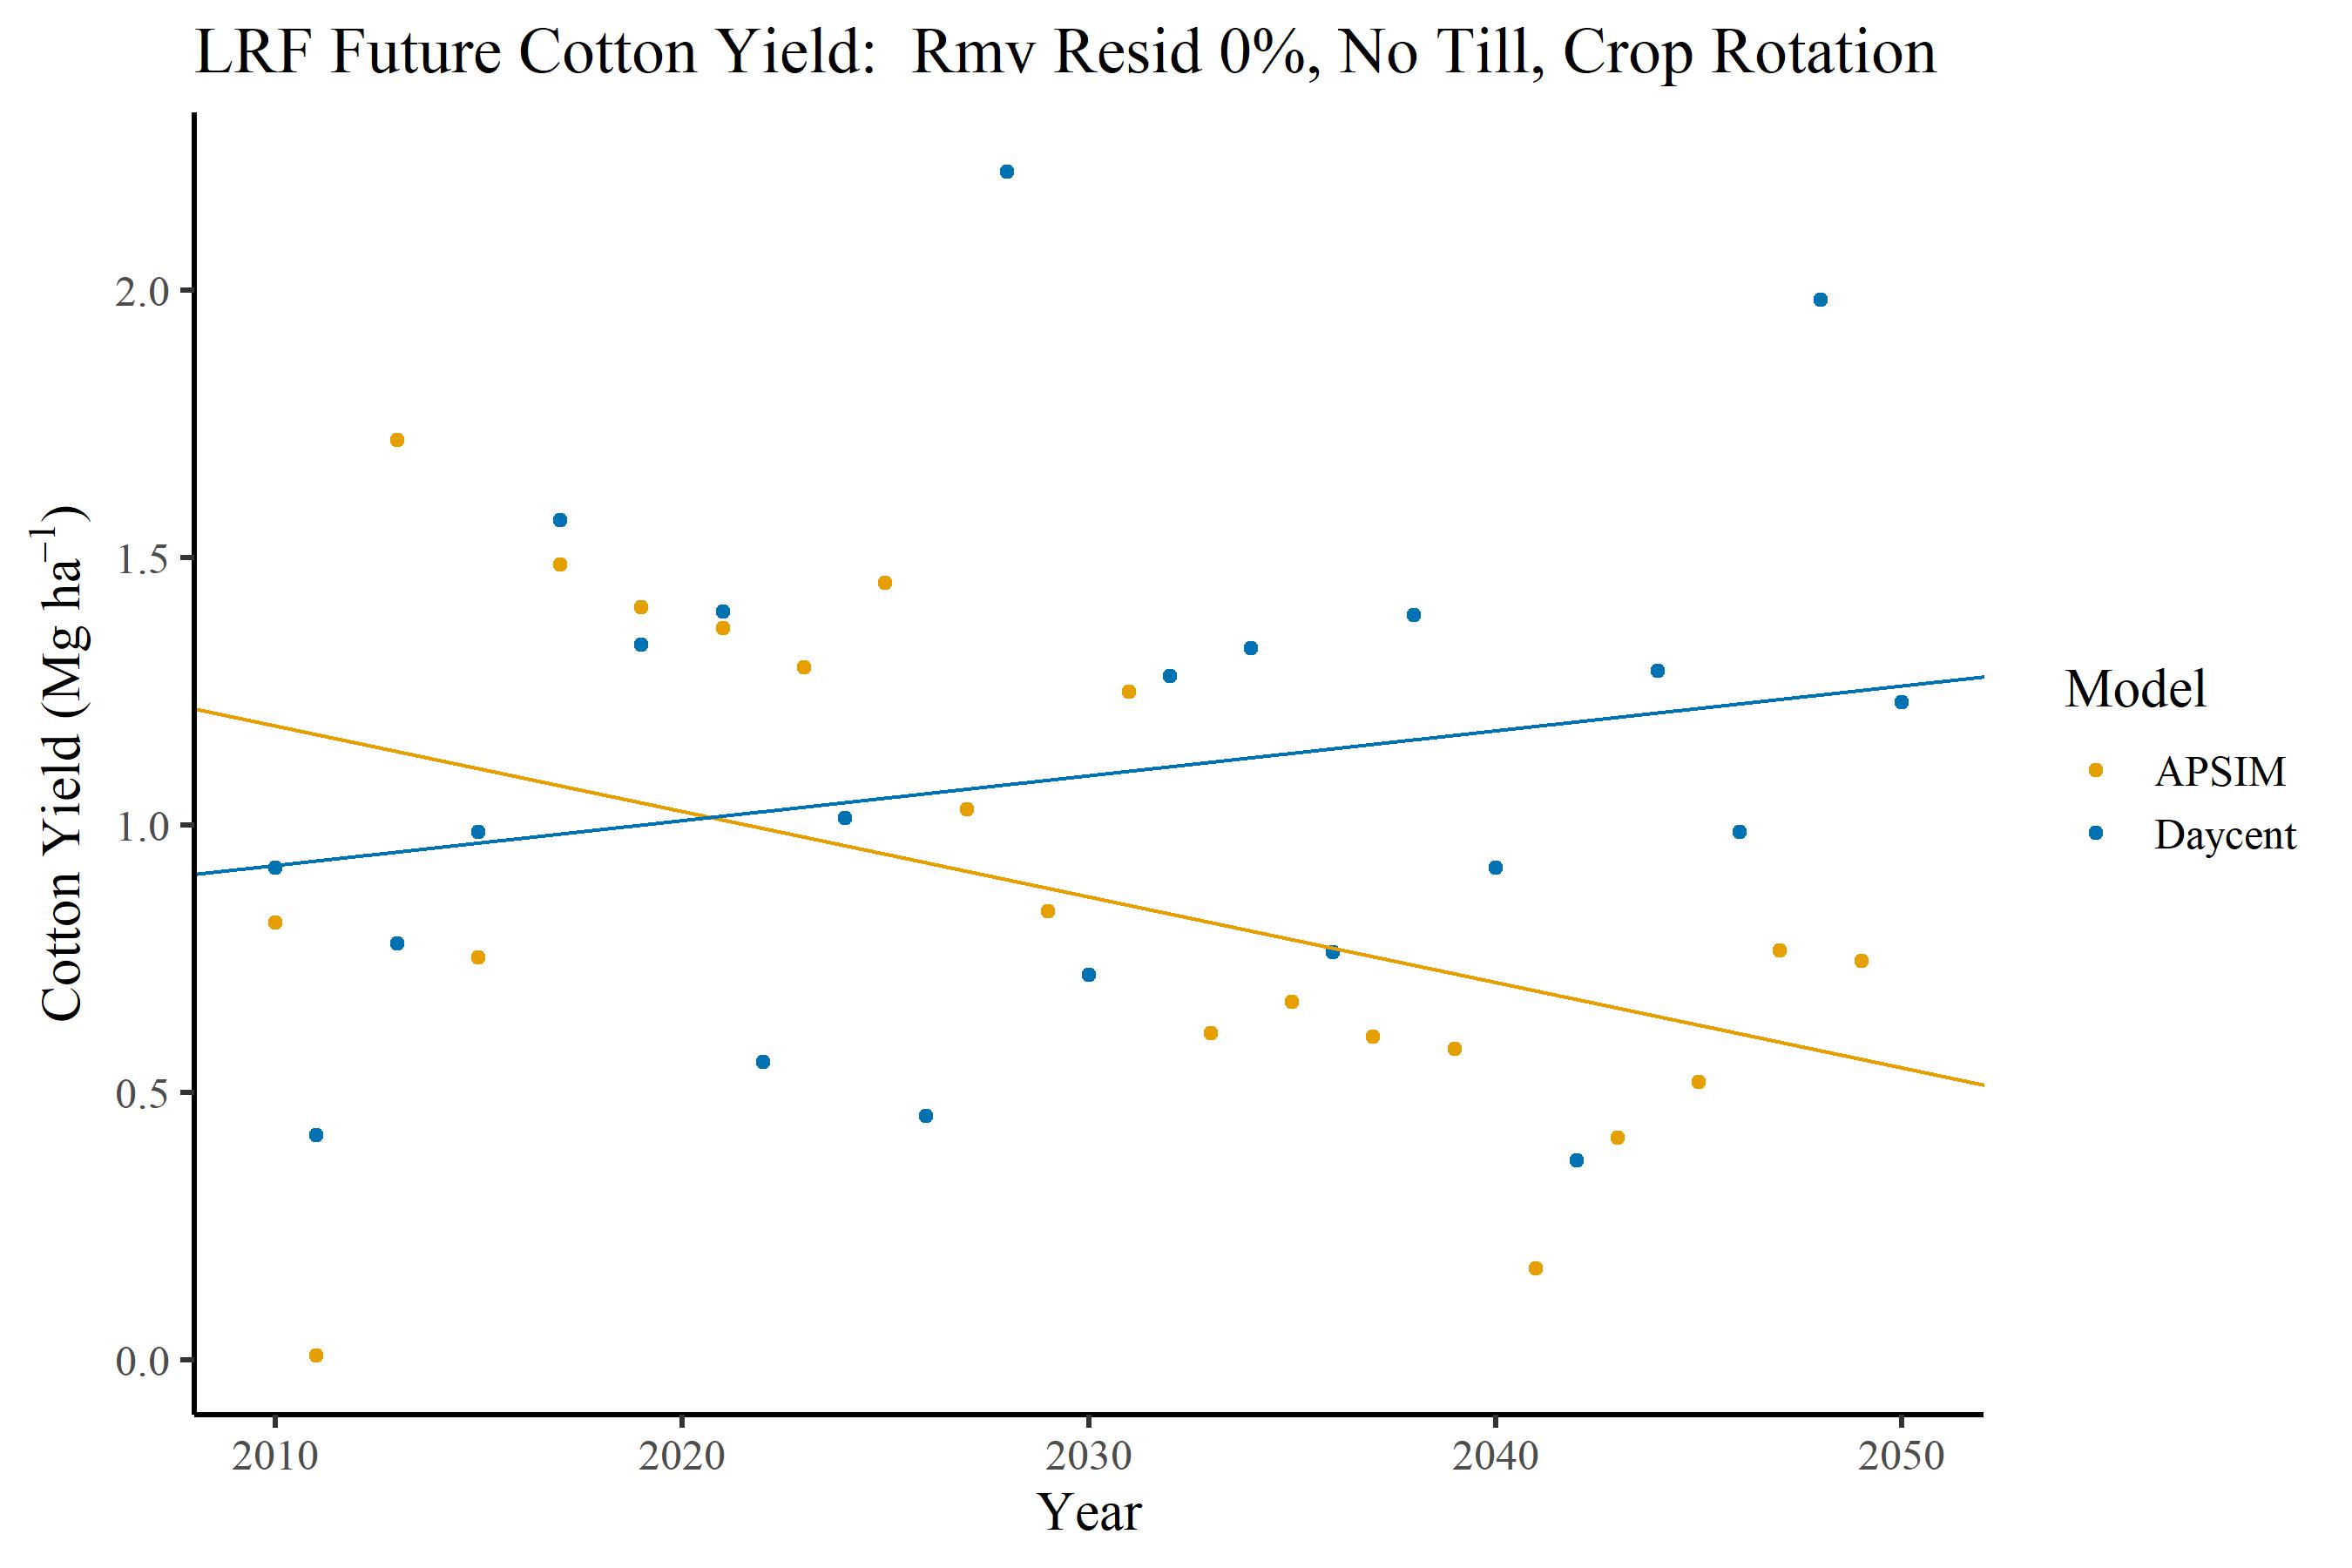 LRF Future Cotton Yield:  Rmv Resid 0%, No Till, Crop Rotation
Cotton Yield (Mg ha⁻¹)
2.0
1.5
1.0
0.5
0.0
2010 2020 2030 2040 2050
Year
Model
APSIM
Daycent